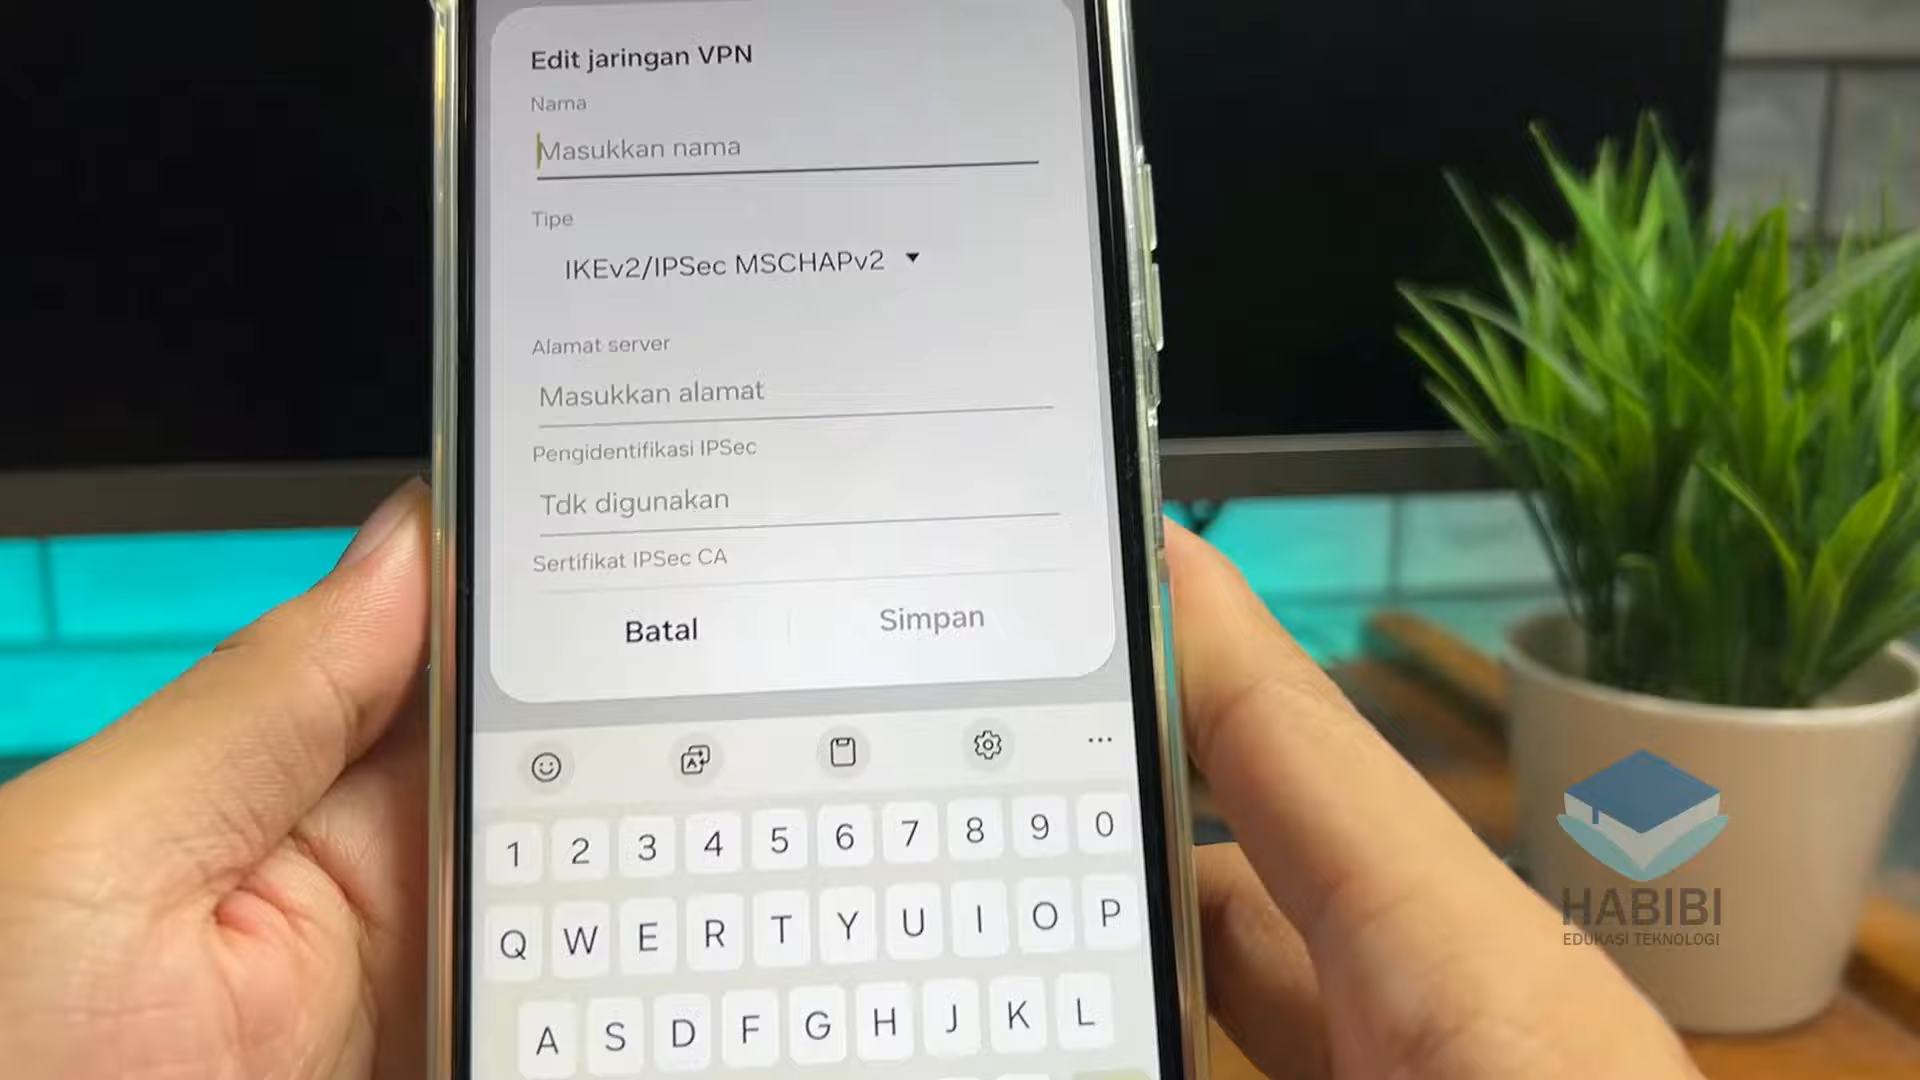 Edit jaringan VPN
Nama
Masukkan nama
Tipe
IKEv2/IPSec MSCHAPv2
Alamat server
Masukkan alamat
Pengidentifikasi IPSec
Tdk digunakan
Sertifikat IPSec CA
Batal Simpan
1 2 3 4 5 6 7 8 9 0
Q W E R T Y U I O P
A S D F G H J K L
HABIBI
EDUKASI TEKNOLOGI